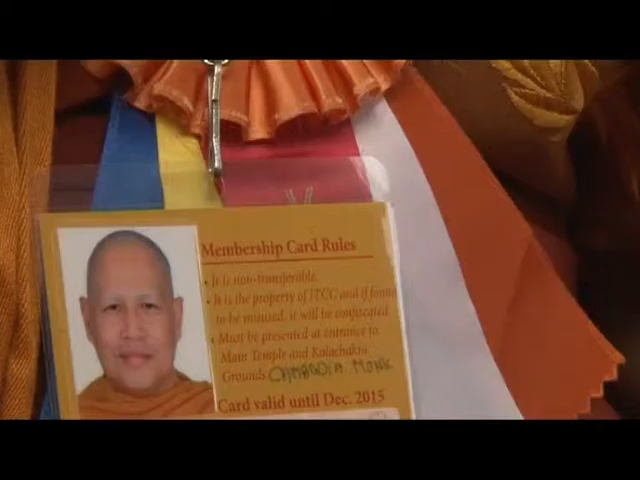 Membership Card Rules
• It is non-transferable.
• It is the property of ITCC and if found
to be misused, it will be confiscated
• Must be presented at entrance to
Main Temple and Kalachakra
Grounds CAMBODIA MONK
Card valid until Dec. 2015